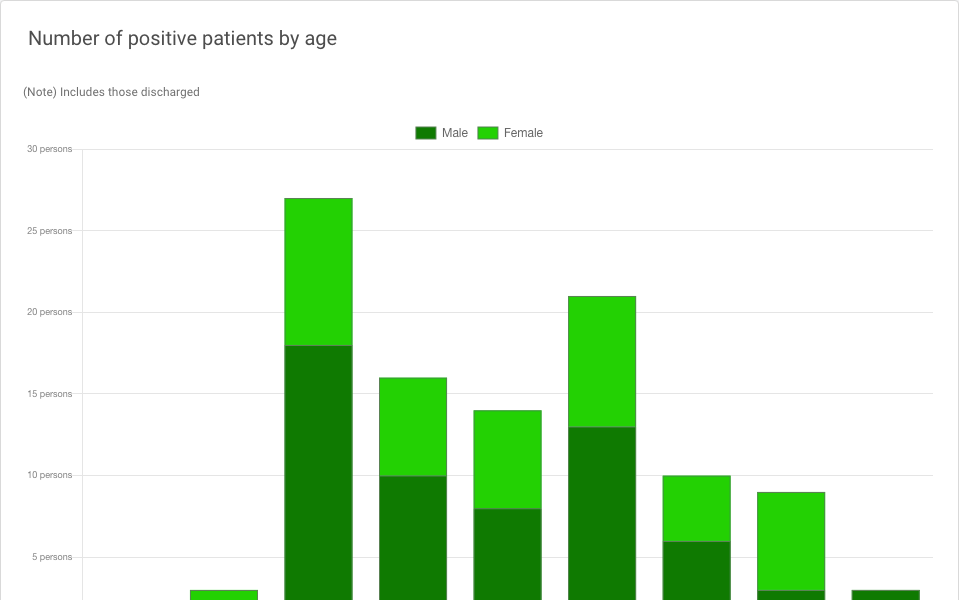 Number of positive patients by age
(Note) Includes those discharged
Male Female
30 persons
25 persons
20 persons
15 persons
10 persons
5 persons